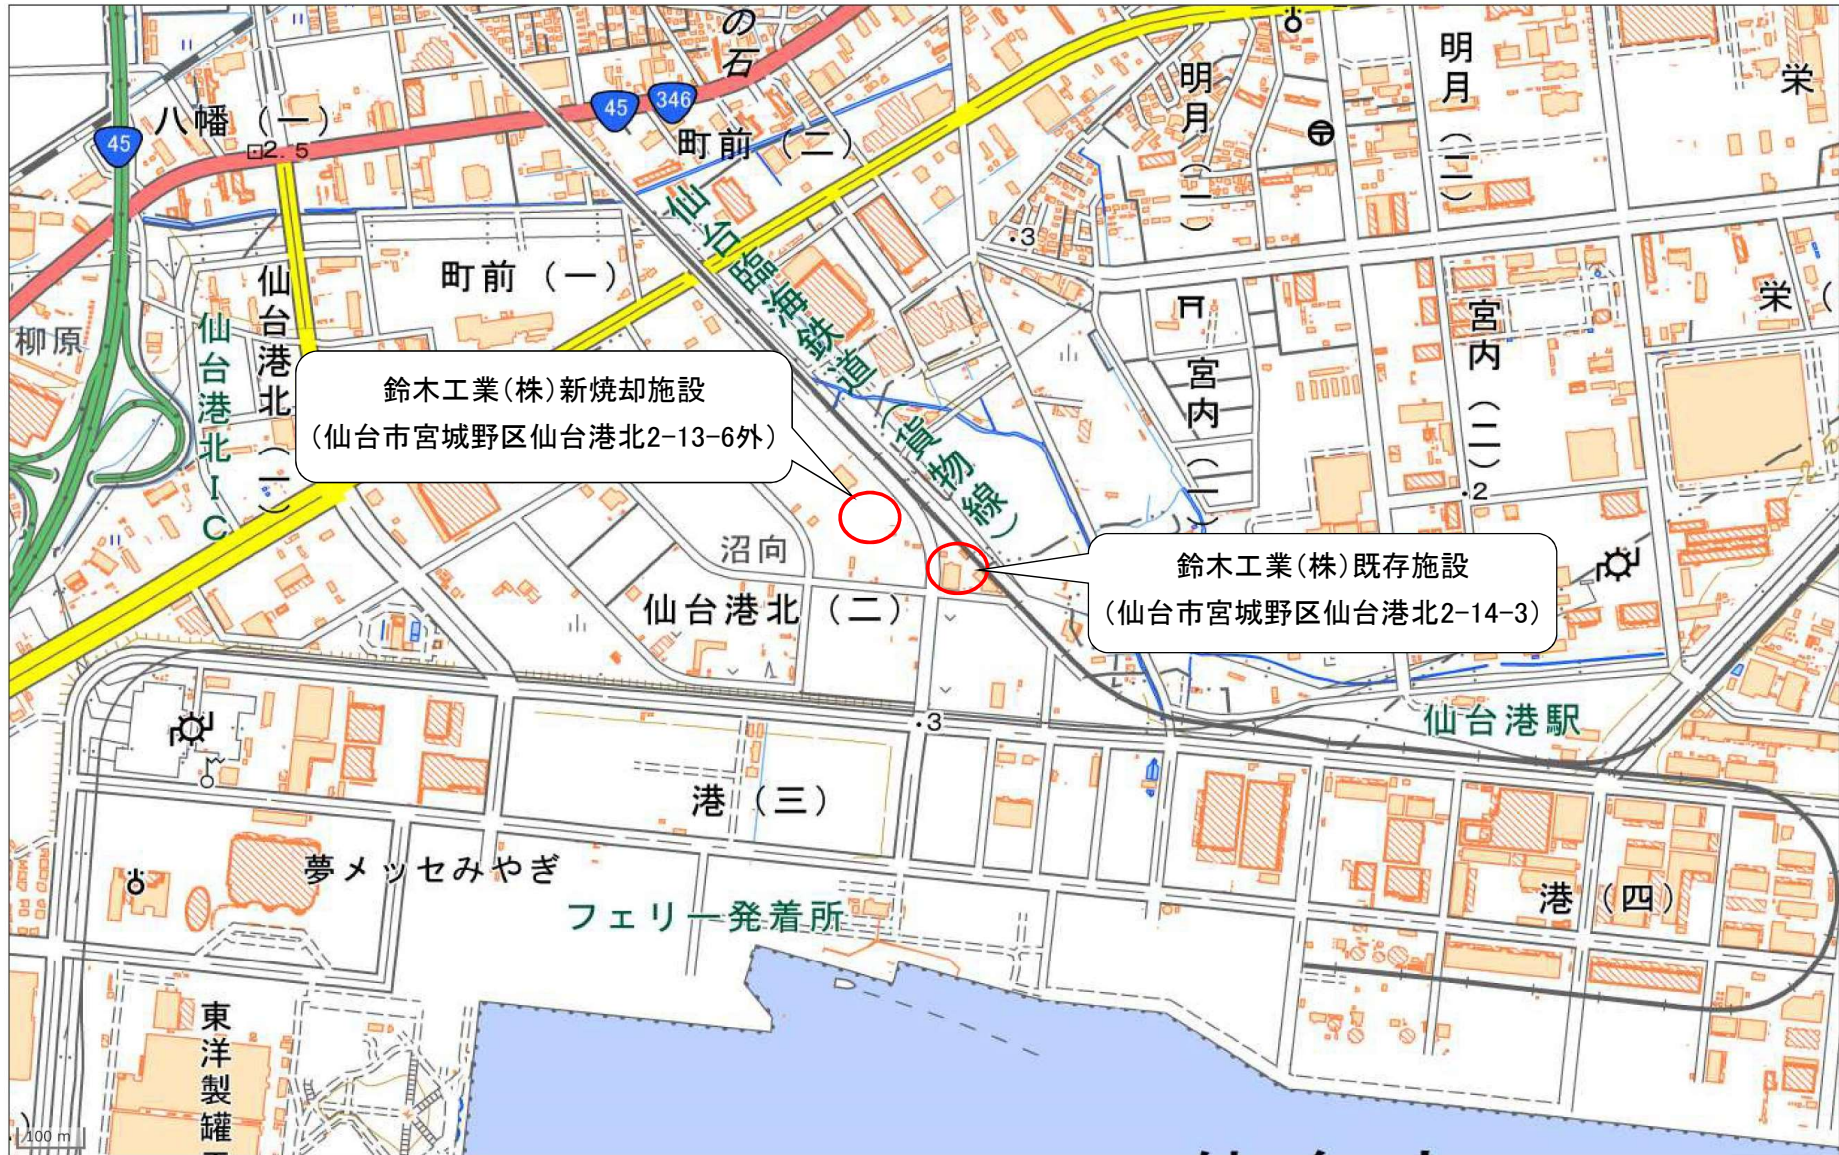 の石
明月(二)
栄
45
346
明月(一)
45
八幡(一)
2.5
町前(二)
仙台臨海鉄道(貨物線)
3
町前(一)
仙台港北(一)
仙台港北IC
柳原
栄(
宮内(二)
宮内(一)
鈴木工業(株)新焼却施設
(仙台市宮城野区仙台港北2-13-6外)
2
沼向
鈴木工業(株)既存施設
(仙台市宮城野区仙台港北2-14-3)
仙台港北(二)
仙台港駅
3
港(三)
夢メッセみやぎ
フェリー発着所
港(四)
東洋製罐
100 m